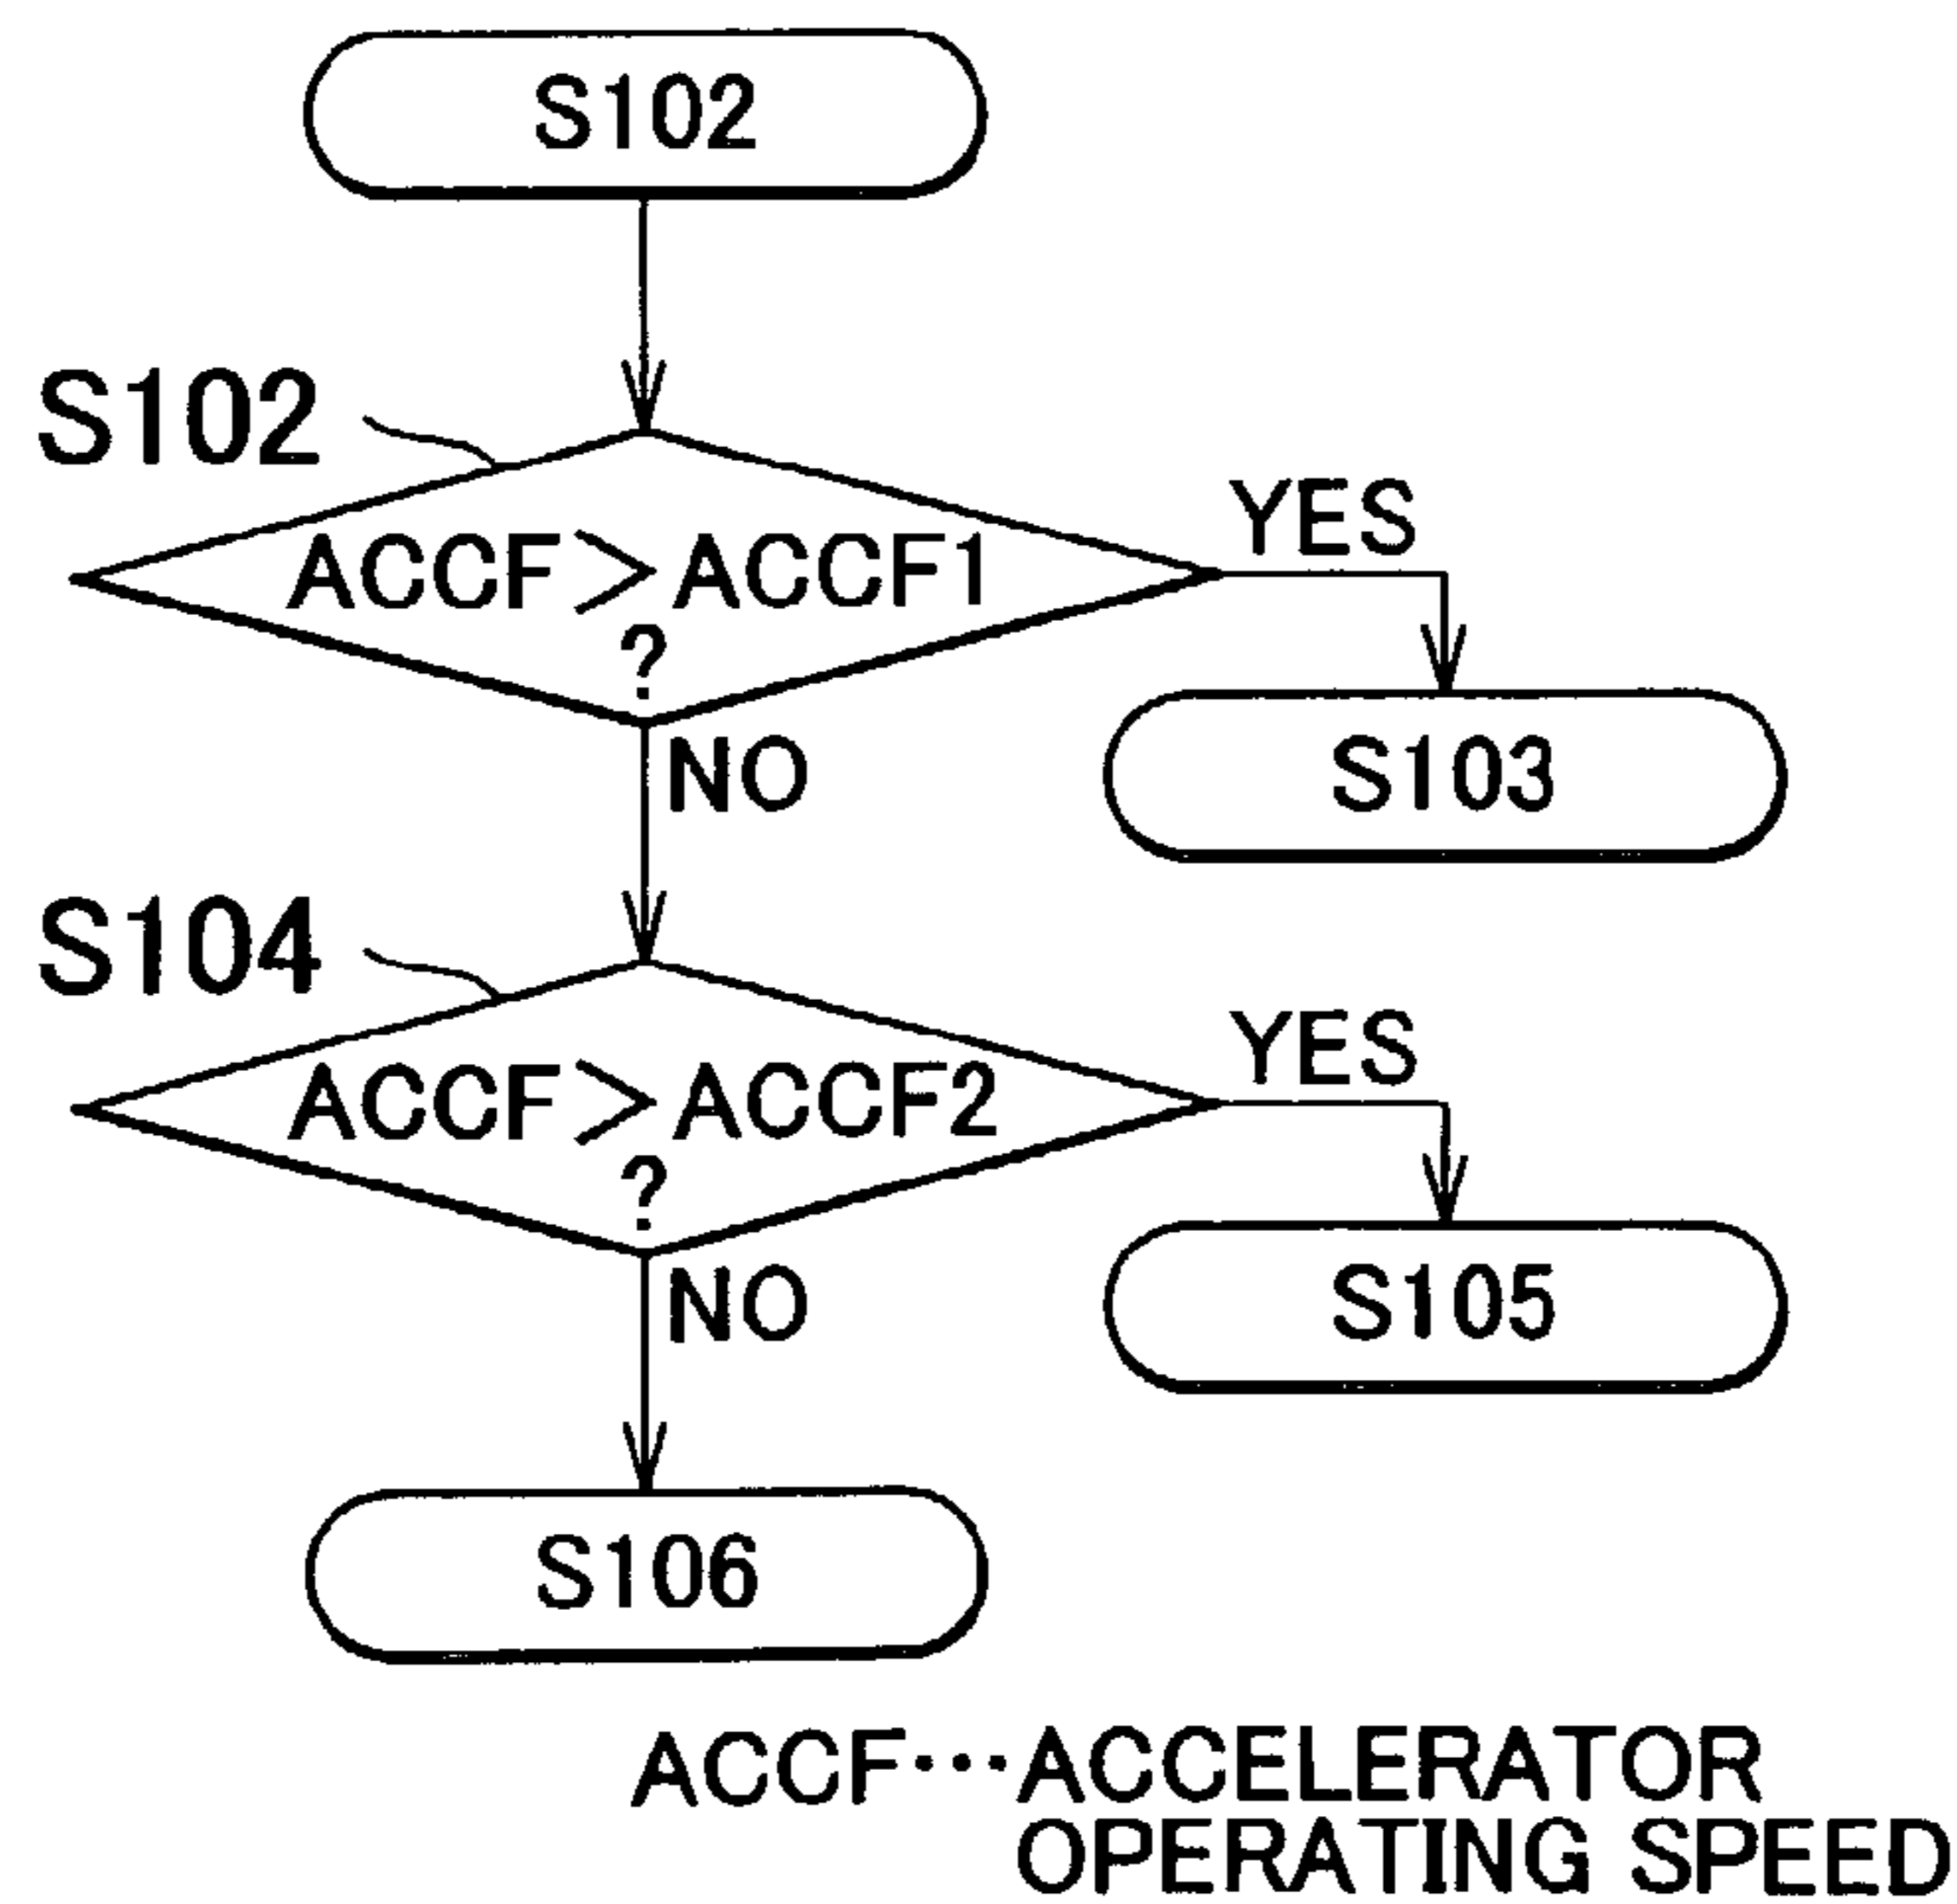 S102
S102
ACCF>ACCF1
?
YES
NO
S103
S104
ACCF>ACCF2
?
YES
NO
S105
S106
ACCF···ACCELERATOR
OPERATING SPEED